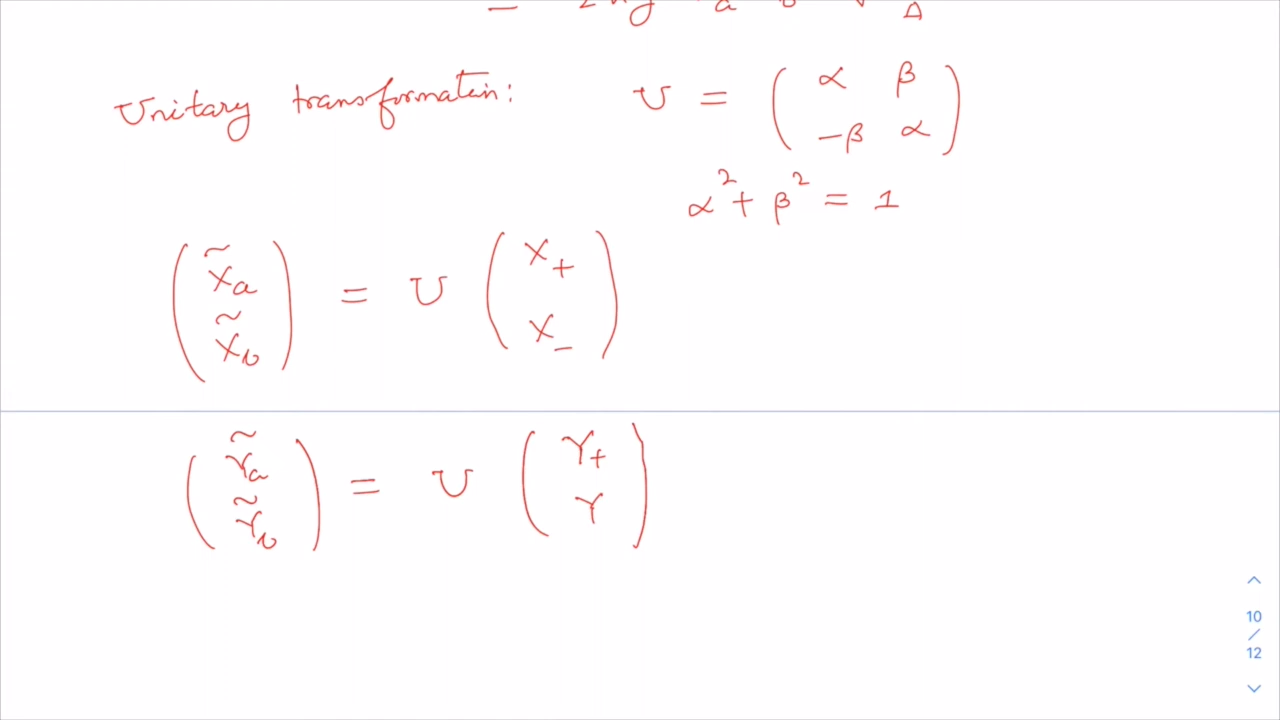 Unitary transformation: U = ( α β
-β α )
α² + β² = 1
( x̃a
x̃b ) = U ( x+
x- )
( Ỹa
Ỹb ) = U ( Y+
Y )
10
/
12